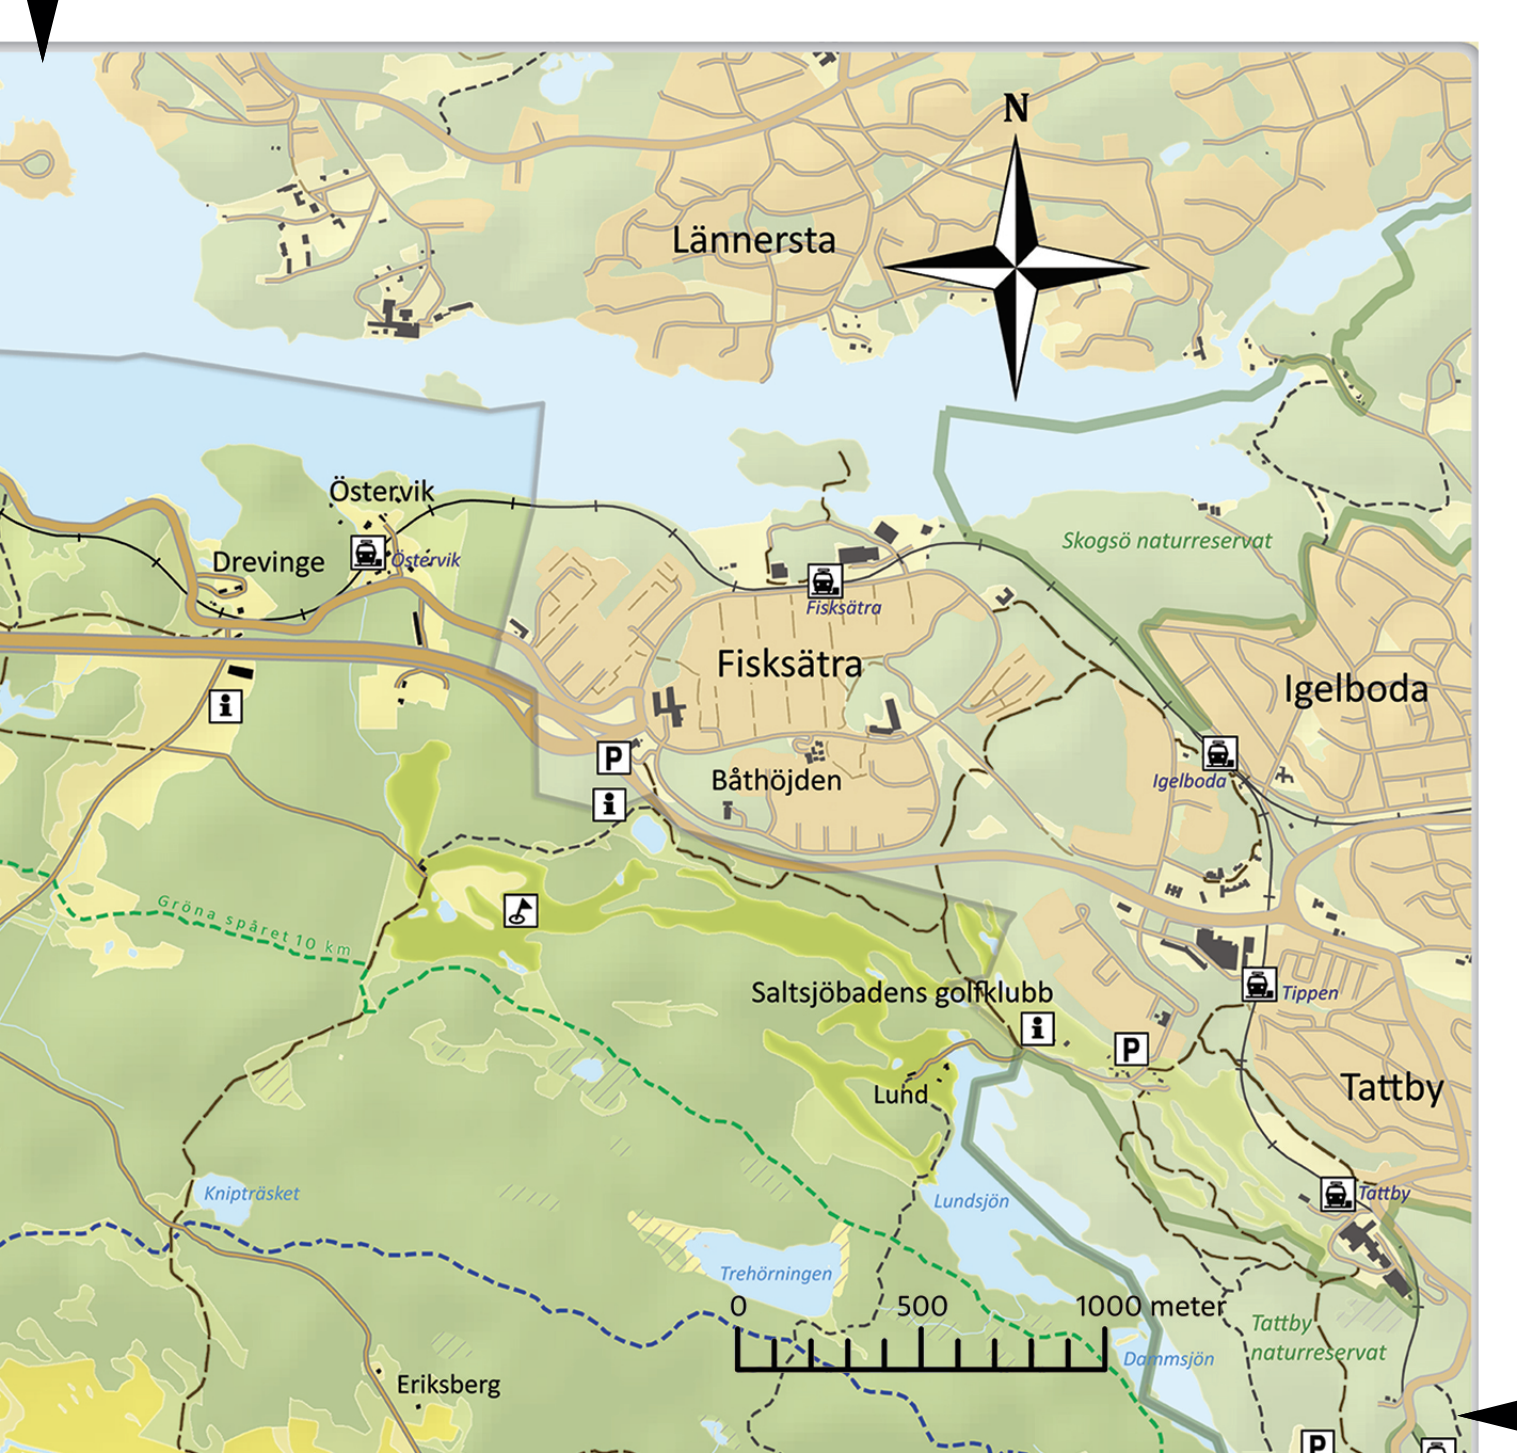 N
Lännersta
Östervik
Drevinge
Östervik
Skogsö naturreservat
Fisksätra
Fisksätra
Igelboda
i
P
Igelboda
Båthöjden
i
Gröna spåret 10 km
Saltsjöbadens golfklubb
Tippen
i
P
Lund
Tattby
Knipträsket
Lundsjön
Tattby
Trehörningen
0 500 1000 meter
Tattby
naturreservat
Dammsjön
Eriksberg
P